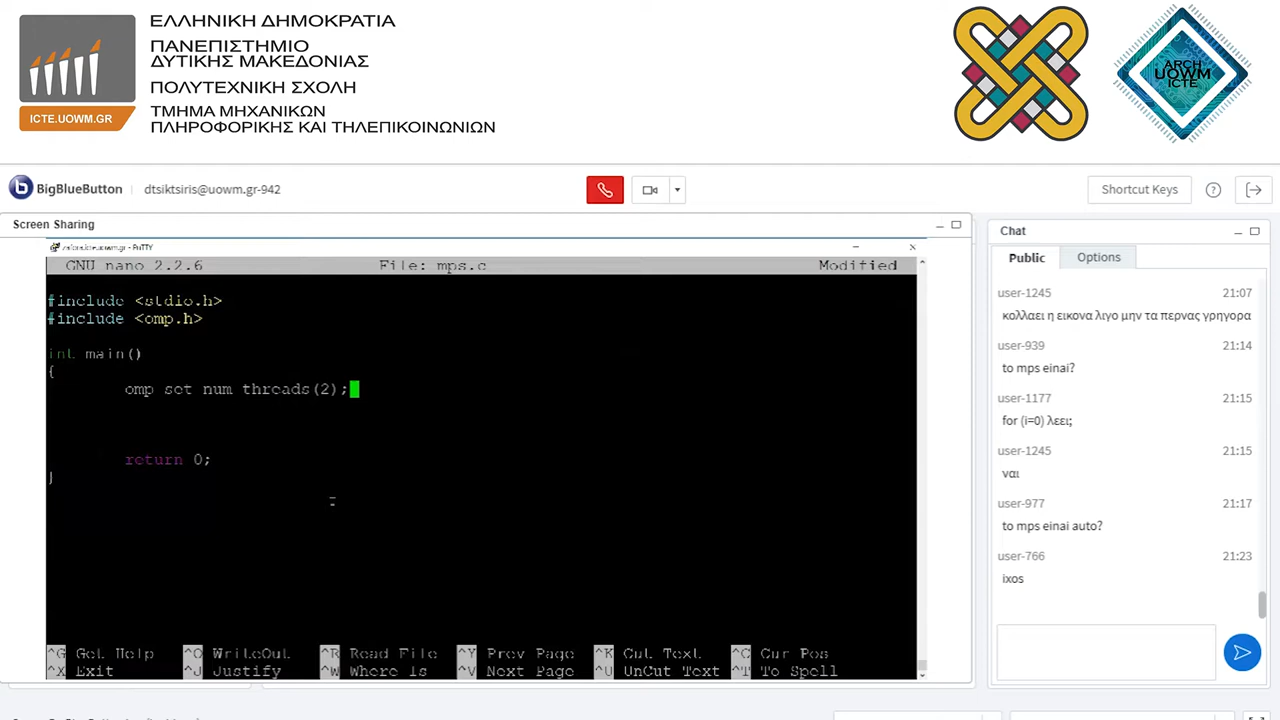 ΕΛΛΗΝΙΚΗ ΔΗΜΟΚΡΑΤΙΑ
ΠΑΝΕΠΙΣΤΗΜΙΟ
ΔΥΤΙΚΗΣ ΜΑΚΕΔΟΝΙΑΣ
ΠΟΛΥΤΕΧΝΙΚΗ ΣΧΟΛΗ
ΤΜΗΜΑ ΜΗΧΑΝΙΚΩΝ
ΠΛΗΡΟΦΟΡΙΚΗΣ ΚΑΙ ΤΗΛΕΠΙΚΟΙΝΩΝΙΩΝ
ICTE.UOWM.GR
ARCH
UOWM
ICTE
BigBlueButton dtsiktsiris@uowm.gr-942
Shortcut Keys
Screen Sharing
PuTTY
GNU nano 2.2.6 File: mps.c Modified
#include <stdio.h>
#include <omp.h>
int main()
{
omp_set_num_threads(2);
return 0;
}
^G Get Help ^O WriteOut ^R Read File ^Y Prev Page ^K Cut Text ^C Cur Pos
^X Exit ^J Justify ^W Where Is ^V Next Page ^U UnCut Text ^T To Spell
Chat
Public Options
user-1245 21:07
κολλαει η εικονα λιγο μην τα περνας γρηγορα
user-939 21:14
to mps einai?
user-1177 21:15
for (i=0) λεει;
user-1245 21:15
ναι
user-977 21:17
to mps einai auto?
user-766 21:23
ixos